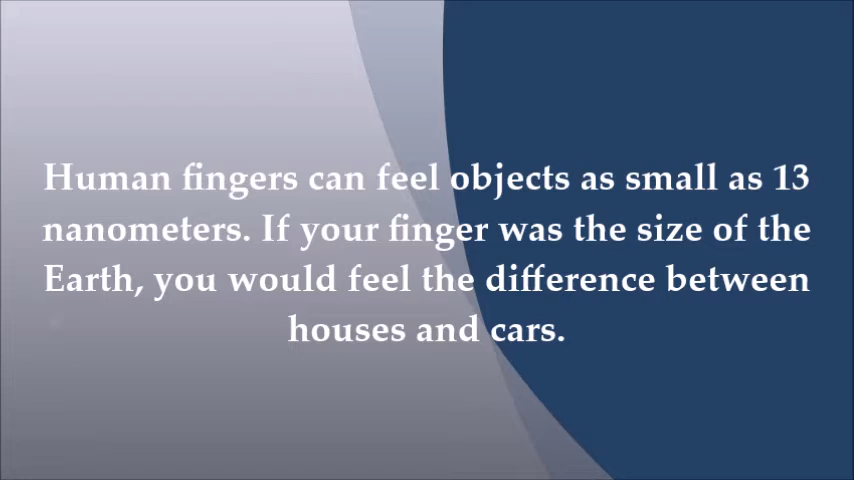 Human fingers can feel objects as small as 13
nanometers. If your finger was the size of the
Earth, you would feel the difference between
houses and cars.